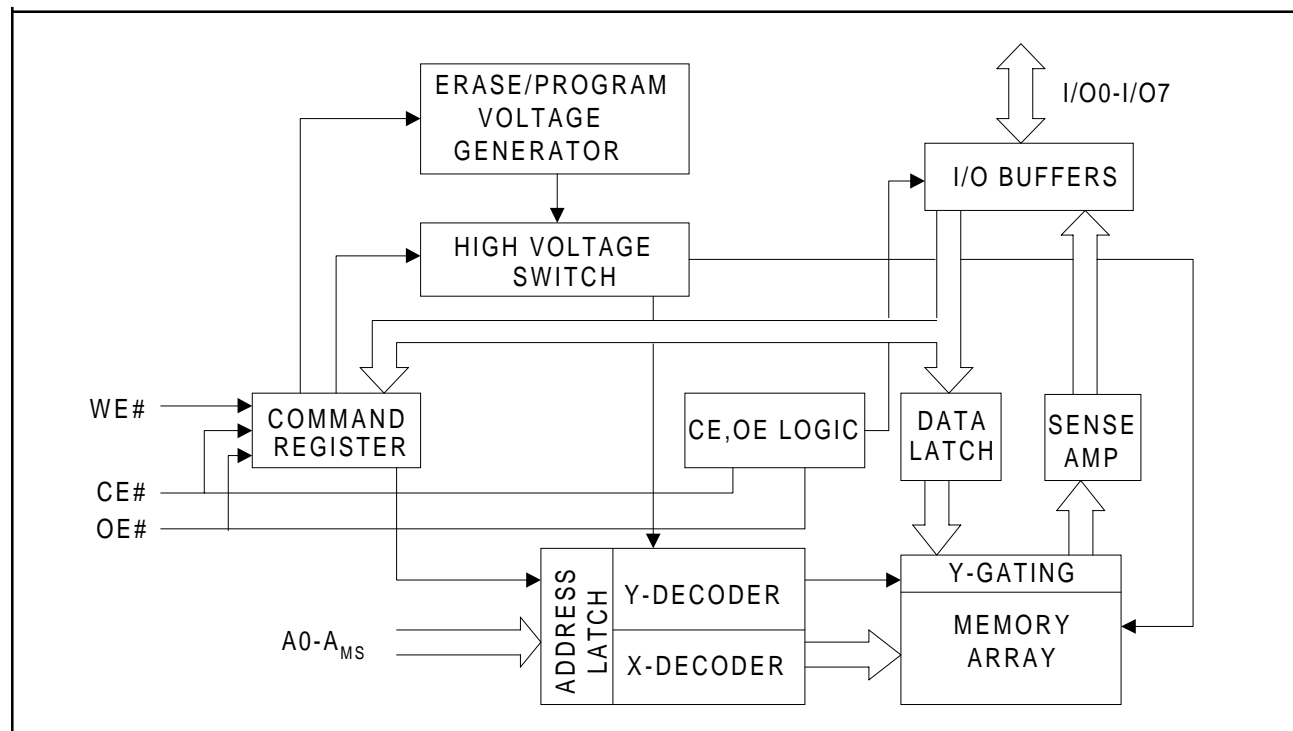 ERASE/PROGRAM
VOLTAGE
GENERATOR
I/O0-I/O7
I/O BUFFERS
HIGH VOLTAGE
SWITCH
WE#
COMMAND
REGISTER
CE,OE LOGIC
DATA
LATCH
SENSE
AMP
CE#
OE#
ADDRESS
LATCH
Y-DECODER
X-DECODER
Y-GATING
MEMORY
ARRAY
A0-AMS